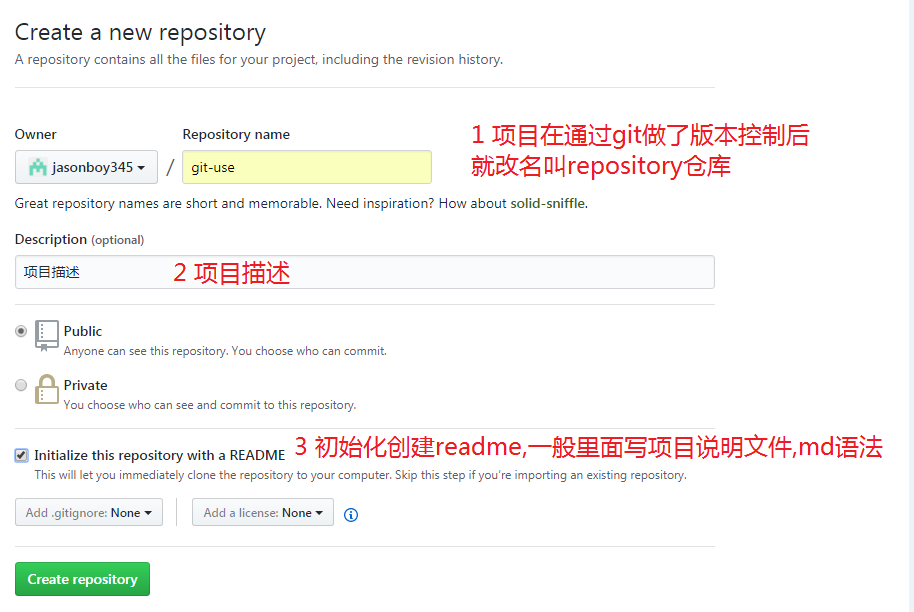 Create a new repository
A repository contains all the files for your project, including the revision history.
Owner
Repository name
jasonboy345
/
git-use
1 项目在通过git做了版本控制后
就改名叫repository仓库
Great repository names are short and memorable. Need inspiration? How about solid-sniffle.
Description (optional)
项目描述
2 项目描述
Public
Anyone can see this repository. You choose who can commit.
Private
You choose who can see and commit to this repository.
Initialize this repository with a README
3 初始化创建readme,一般里面写项目说明文件,md语法
This will let you immediately clone the repository to your computer. Skip this step if you’re importing an existing repository.
Add .gitignore: None
Add a license: None
Create repository